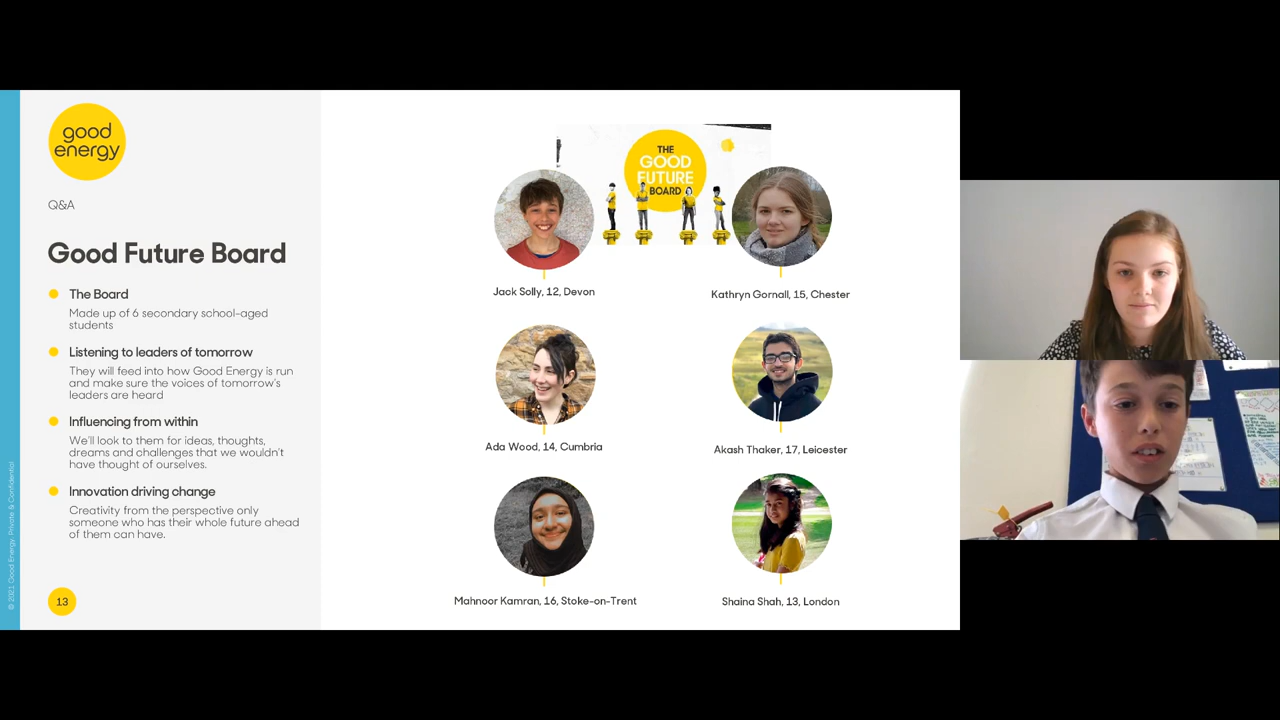 good
energy
Q&A
Good Future Board
The Board
Made up of 6 secondary school-aged
students
Listening to leaders of tomorrow
They will feed into how Good Energy is run
and make sure the voices of tomorrow's
leaders are heard
Influencing from within
We'll look to them for ideas, thoughts,
dreams and challenges that we wouldn't
have thought of ourselves.
Innovation driving change
Creativity from the perspective only
someone who has their whole future ahead
of them can have.
13
© 2021 Good Energy. Private & Confidential
THE
GOOD
FUTURE
BOARD
Jack Solly, 12, Devon
Kathryn Gornall, 15, Chester
Ada Wood, 14, Cumbria
Akash Thaker, 17, Leicester
Mahnoor Kamran, 16, Stoke-on-Trent
Shaina Shah, 13, London